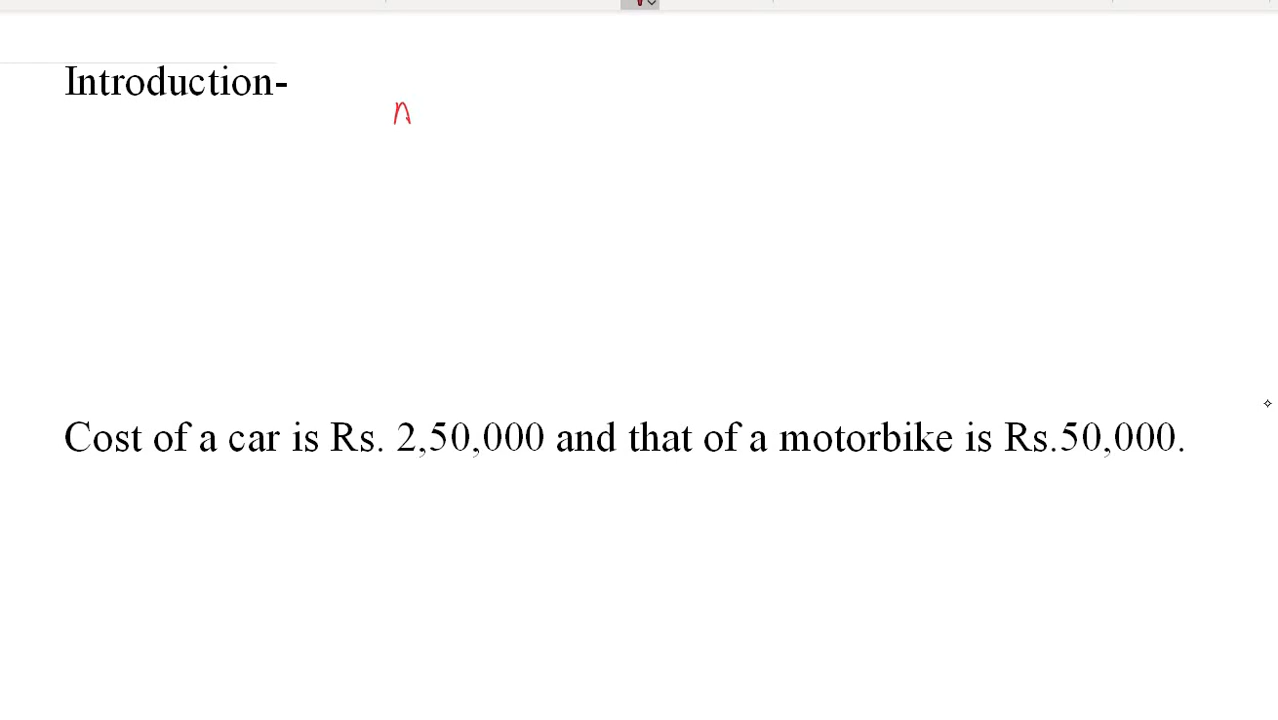 Introduction-
n
Cost of a car is Rs. 2,50,000 and that of a motorbike is Rs.50,000.